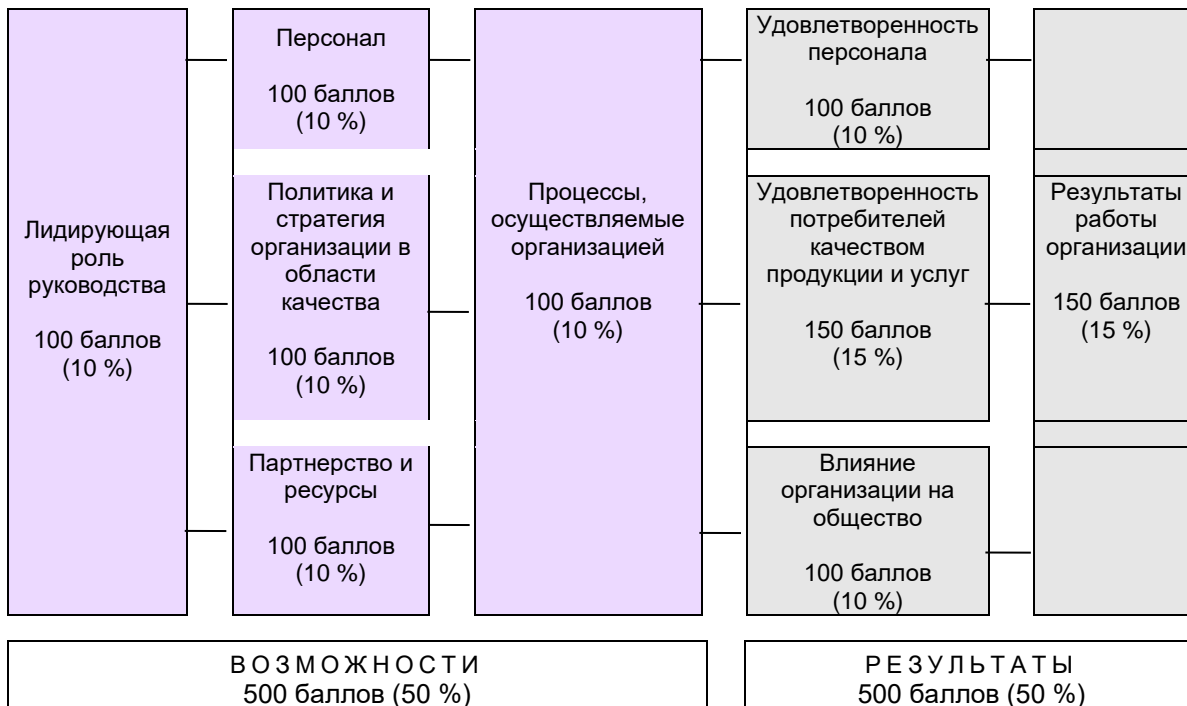 Лидирующая
роль
руководства
100 баллов
(10 %)
Персонал
100 баллов
(10 %)
Политика и
стратегия
организации в
области
качества
100 баллов
(10 %)
Партнерство и
ресурсы
100 баллов
(10 %)
Процессы,
осуществляемые
организацией
100 баллов
(10 %)
Удовлетворенность
персонала
100 баллов
(10 %)
Удовлетворенность
потребителей
качеством
продукции и услуг
150 баллов
(15 %)
Влияние
организации на
общество
100 баллов
(10 %)
Результаты
работы
организации
150 баллов
(15 %)
ВОЗМОЖНОСТИ
500 баллов (50 %)
РЕЗУЛЬТАТЫ
500 баллов (50 %)